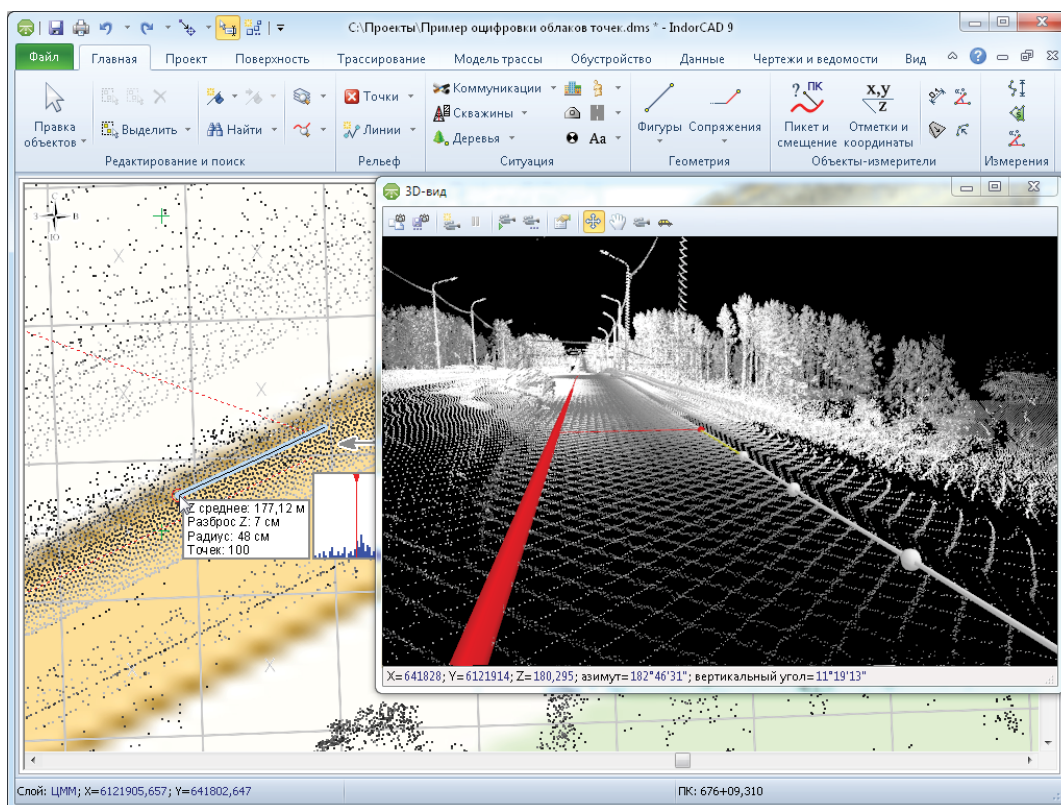 C:\Проекты\Пример оцифровки облаков точек.dms * - IndorCAD 9
Файл Главная Проект Поверхность Трассирование Модель трассы Обустройство Данные Чертежи и ведомости Вид
Правка объектов
Выделить
Найти
Редактирование и поиск
Точки
Линии
Рельеф
Коммуникации
Скважины
Деревья
Аа
Ситуация
Фигуры Сопряжения
Геометрия
? ПК
Пикет и смещение
x,y
z
Отметки и координаты
Объекты-измерители
Измерения
С
З В
Ю
3D-вид
Z среднее: 177,12 м
Разброс Z: 7 см
Радиус: 48 см
Точек: 100
X=641828; Y=6121914; Z=180,295; азимут=182°46'31"; вертикальный угол=11°19'13"
Слой: ЦММ; X=6121905,657; Y=641802,647
ПК: 676+09,310